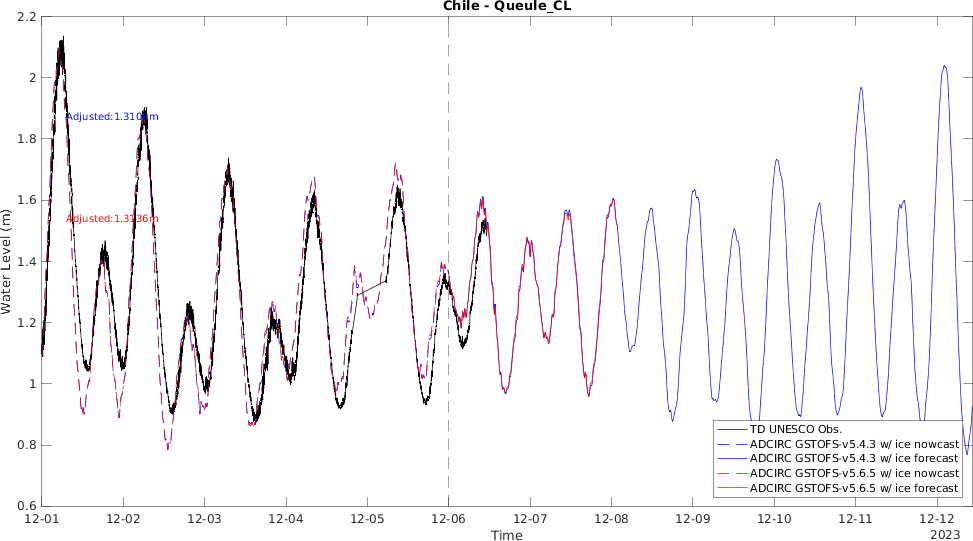 Chile - Queule_CL
2.2
2
1.8
1.6
1.4
1.2
1
0.8
0.6
Water Level (m)
Adjusted:1.3136m
TD UNESCO Obs.
ADCIRC GSTOFS-v5.4.3 w/ ice nowcast
ADCIRC GSTOFS-v5.4.3 w/ ice forecast
ADCIRC GSTOFS-v5.6.5 w/ ice nowcast
ADCIRC GSTOFS-v5.6.5 w/ ice forecast
12-01 12-02 12-03 12-04 12-05 12-06 12-07 12-08 12-09 12-10 12-11 12-12
2023
Time